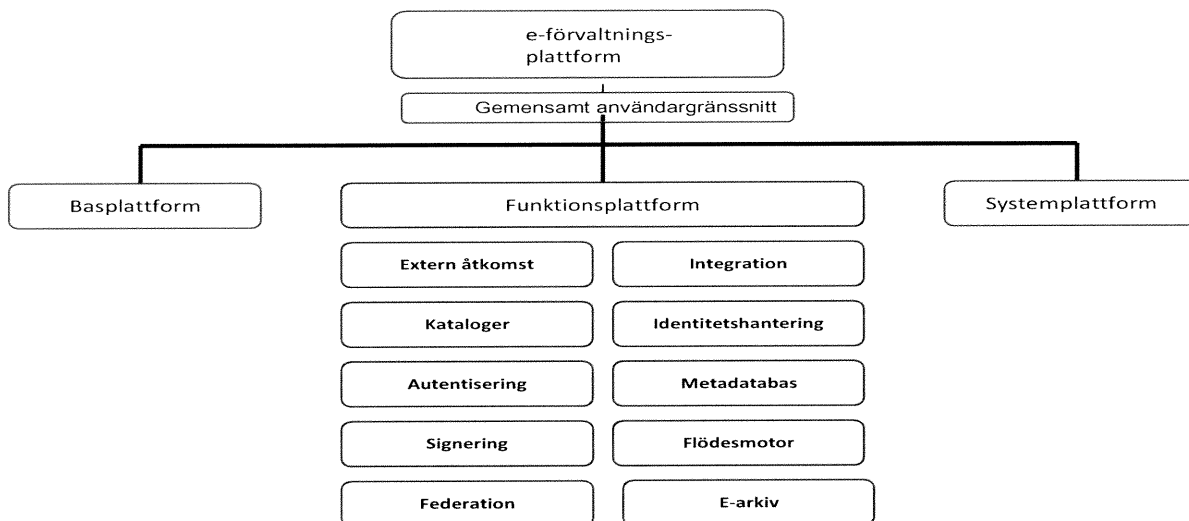 e-förvaltnings-
plattform
Gemensamt användargränssnitt
Basplattform
Funktionsplattform
Systemplattform
Extern åtkomst
Integration
Kataloger
Identitetshantering
Autentisering
Metadatabas
Signering
Flödesmotor
Federation
E-arkiv